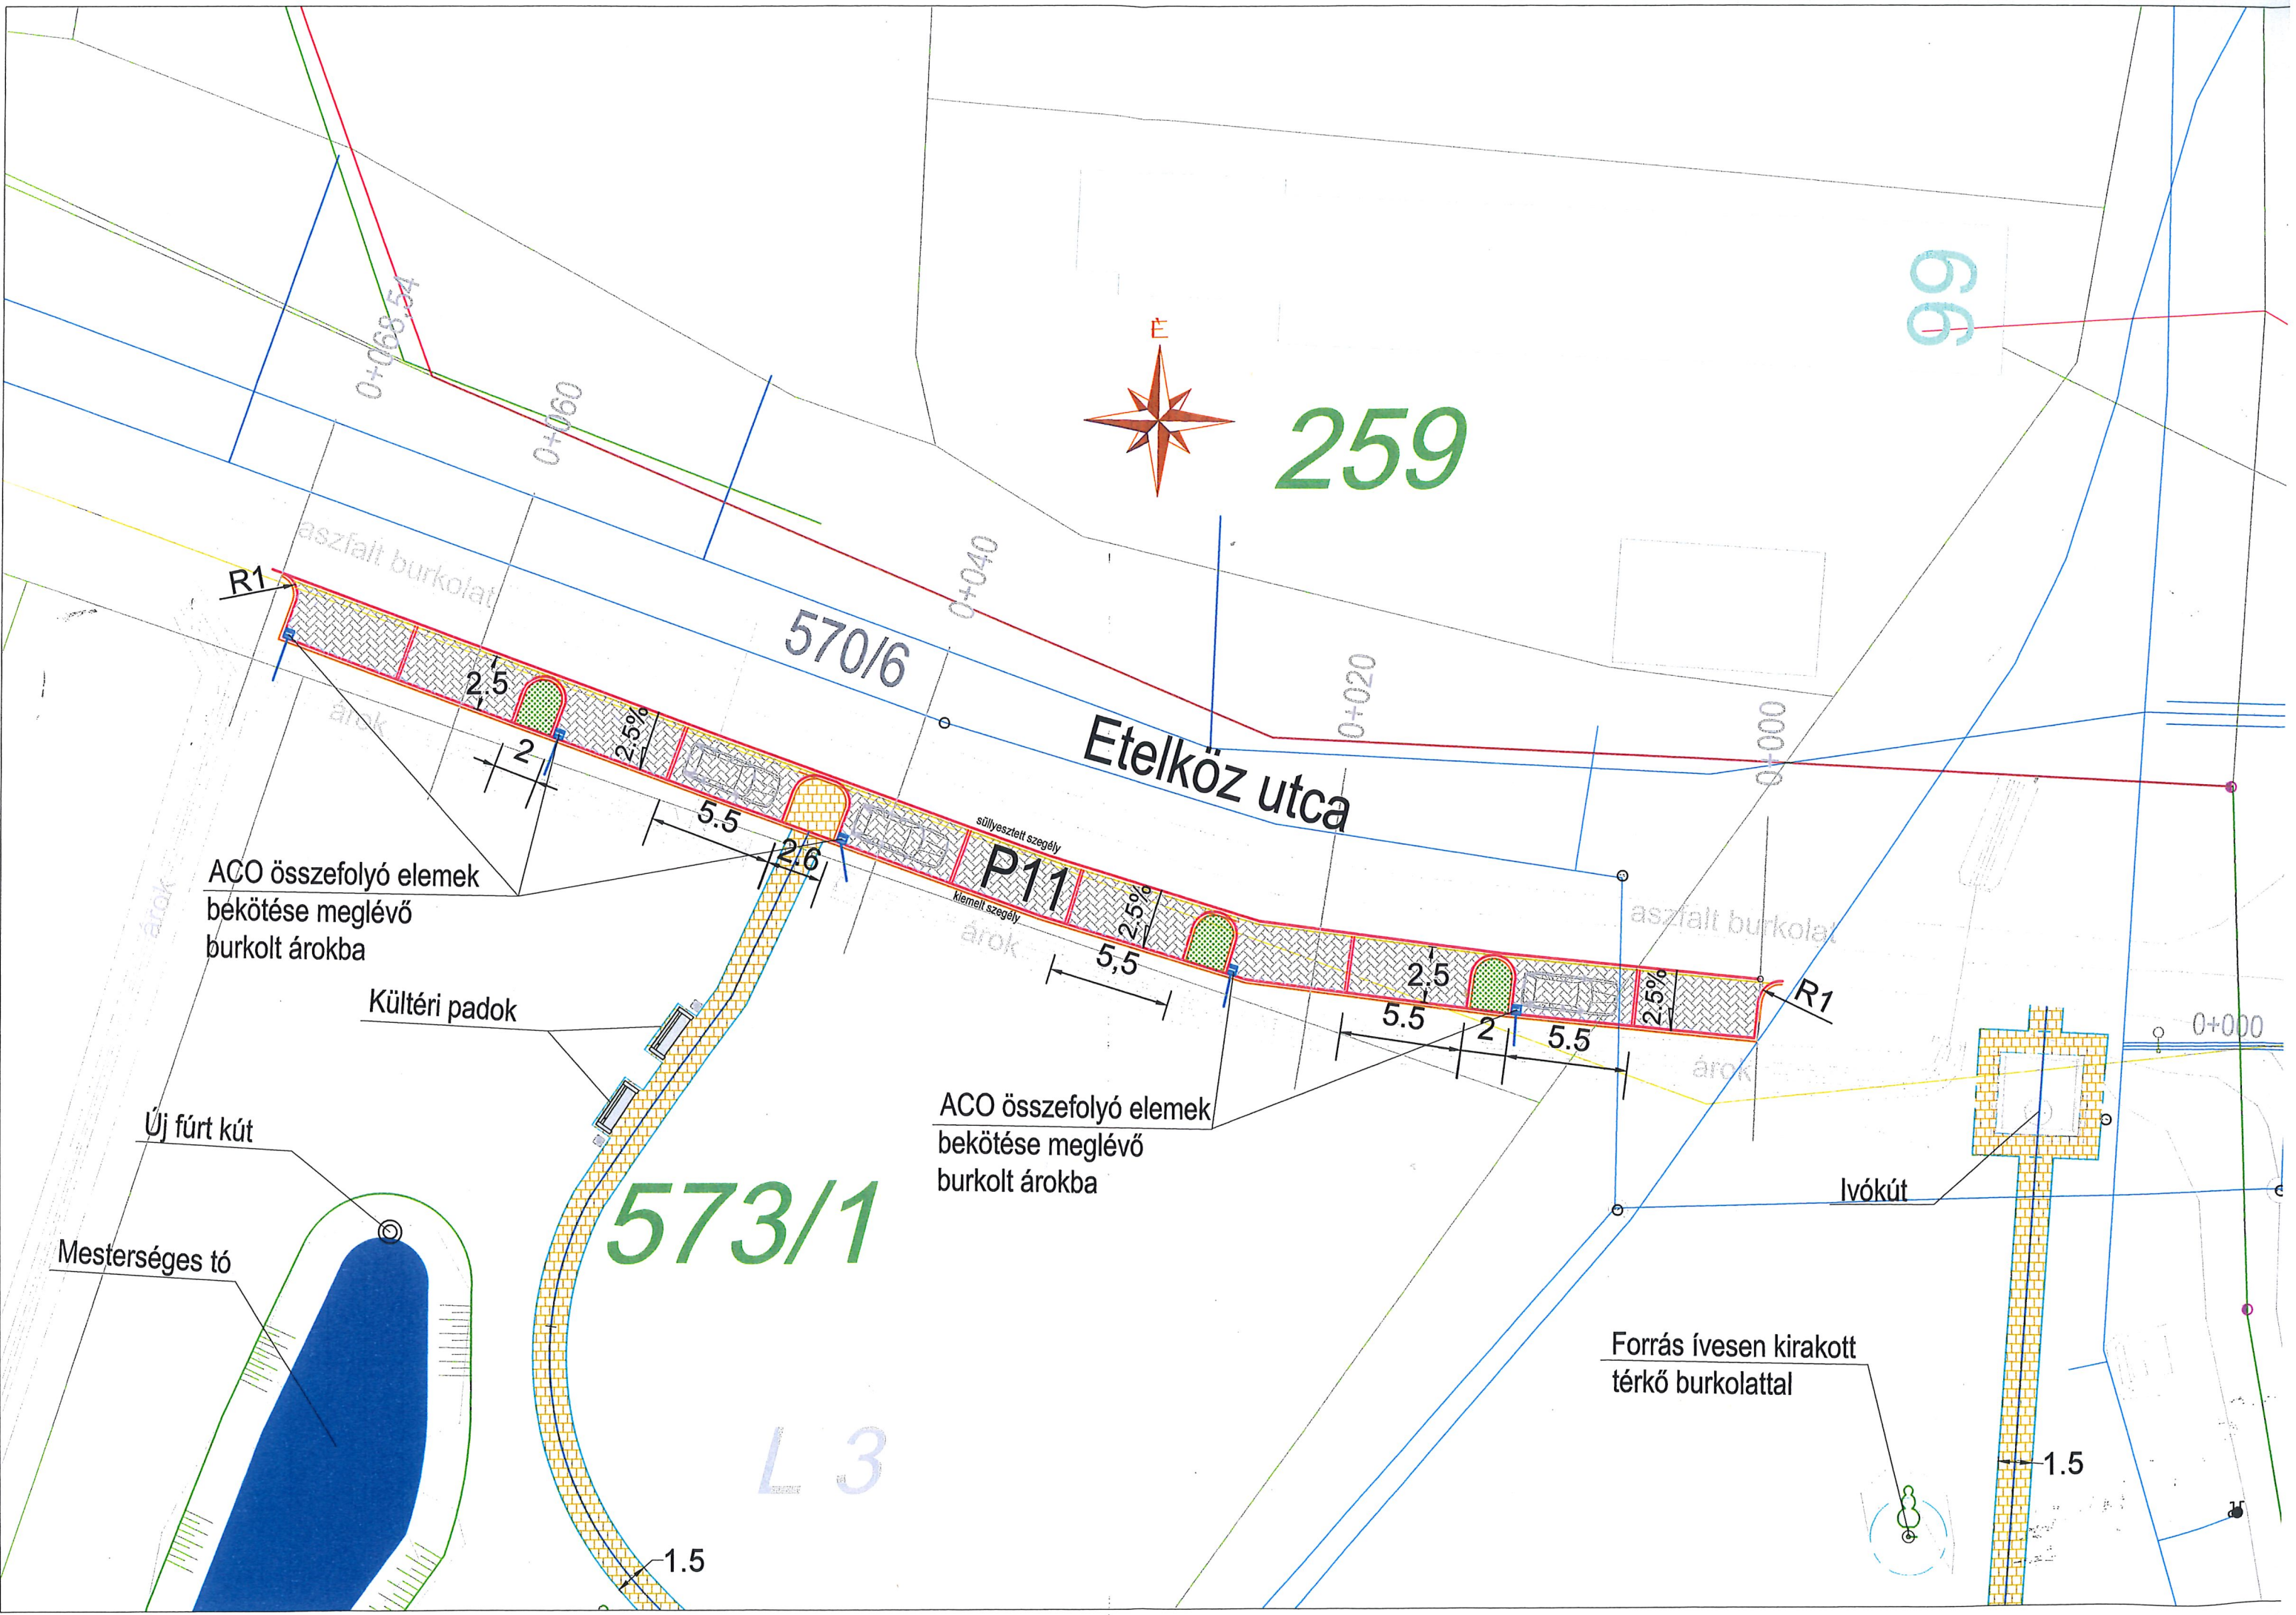 99
0+068,54
É
259
0+060
aszfalt burkolat
0+040
R1
570/6
0+020
2.5
árok
0+000
2.5%
2
Etelköz utca
5.5
süllyesztett szegély
2.6
P11
ACO összefolyó elemek
bekötése meglévő
burkolt árokba
árok
kiemelt szegély
2.5%
aszfalt burkolat
árok
5,5
2.5
2.5%
R1
Kültéri padok
5.5
2
5.5
0+000
árok
ACO összefolyó elemek
bekötése meglévő
burkolt árokba
Új fúrt kút
Ivókút
573/1
Mesterséges tó
Forrás ívesen kirakott
térkő burkolattal
L 3
1.5
1.5